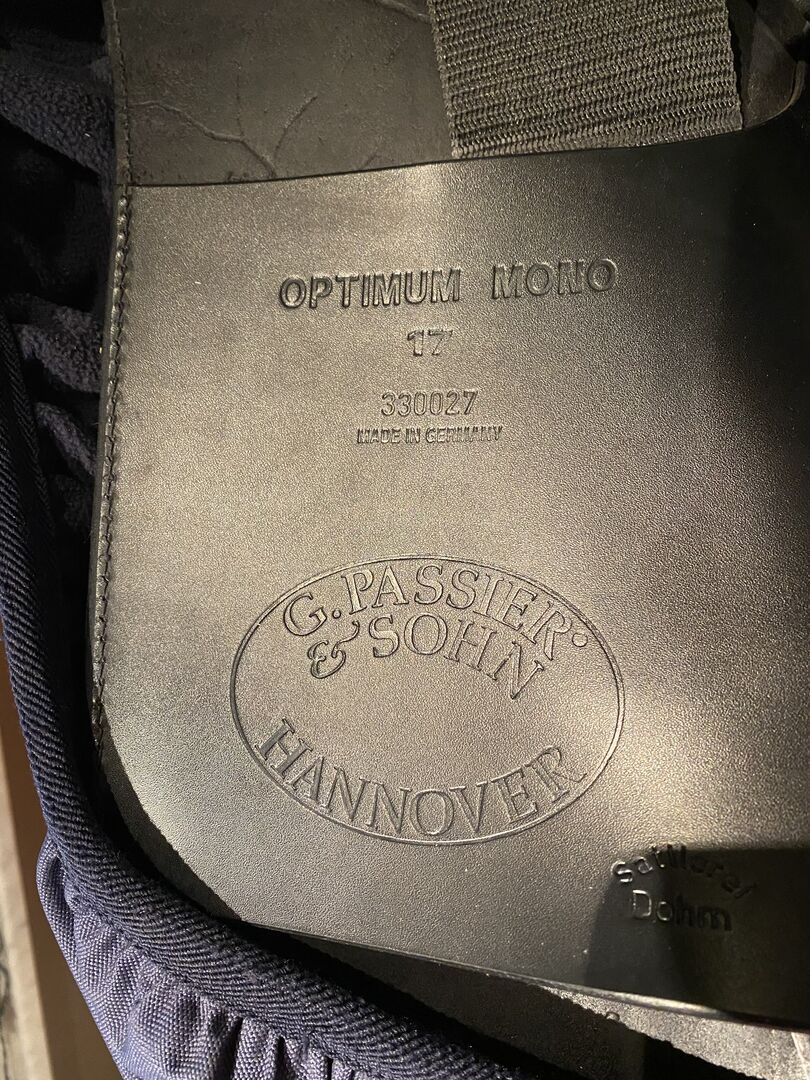 OPTIMUM MONO
17
330027
MADE IN GERMANY
G. PASSIER
& SOHN
HANNOVER
Sattlerei
Dohm